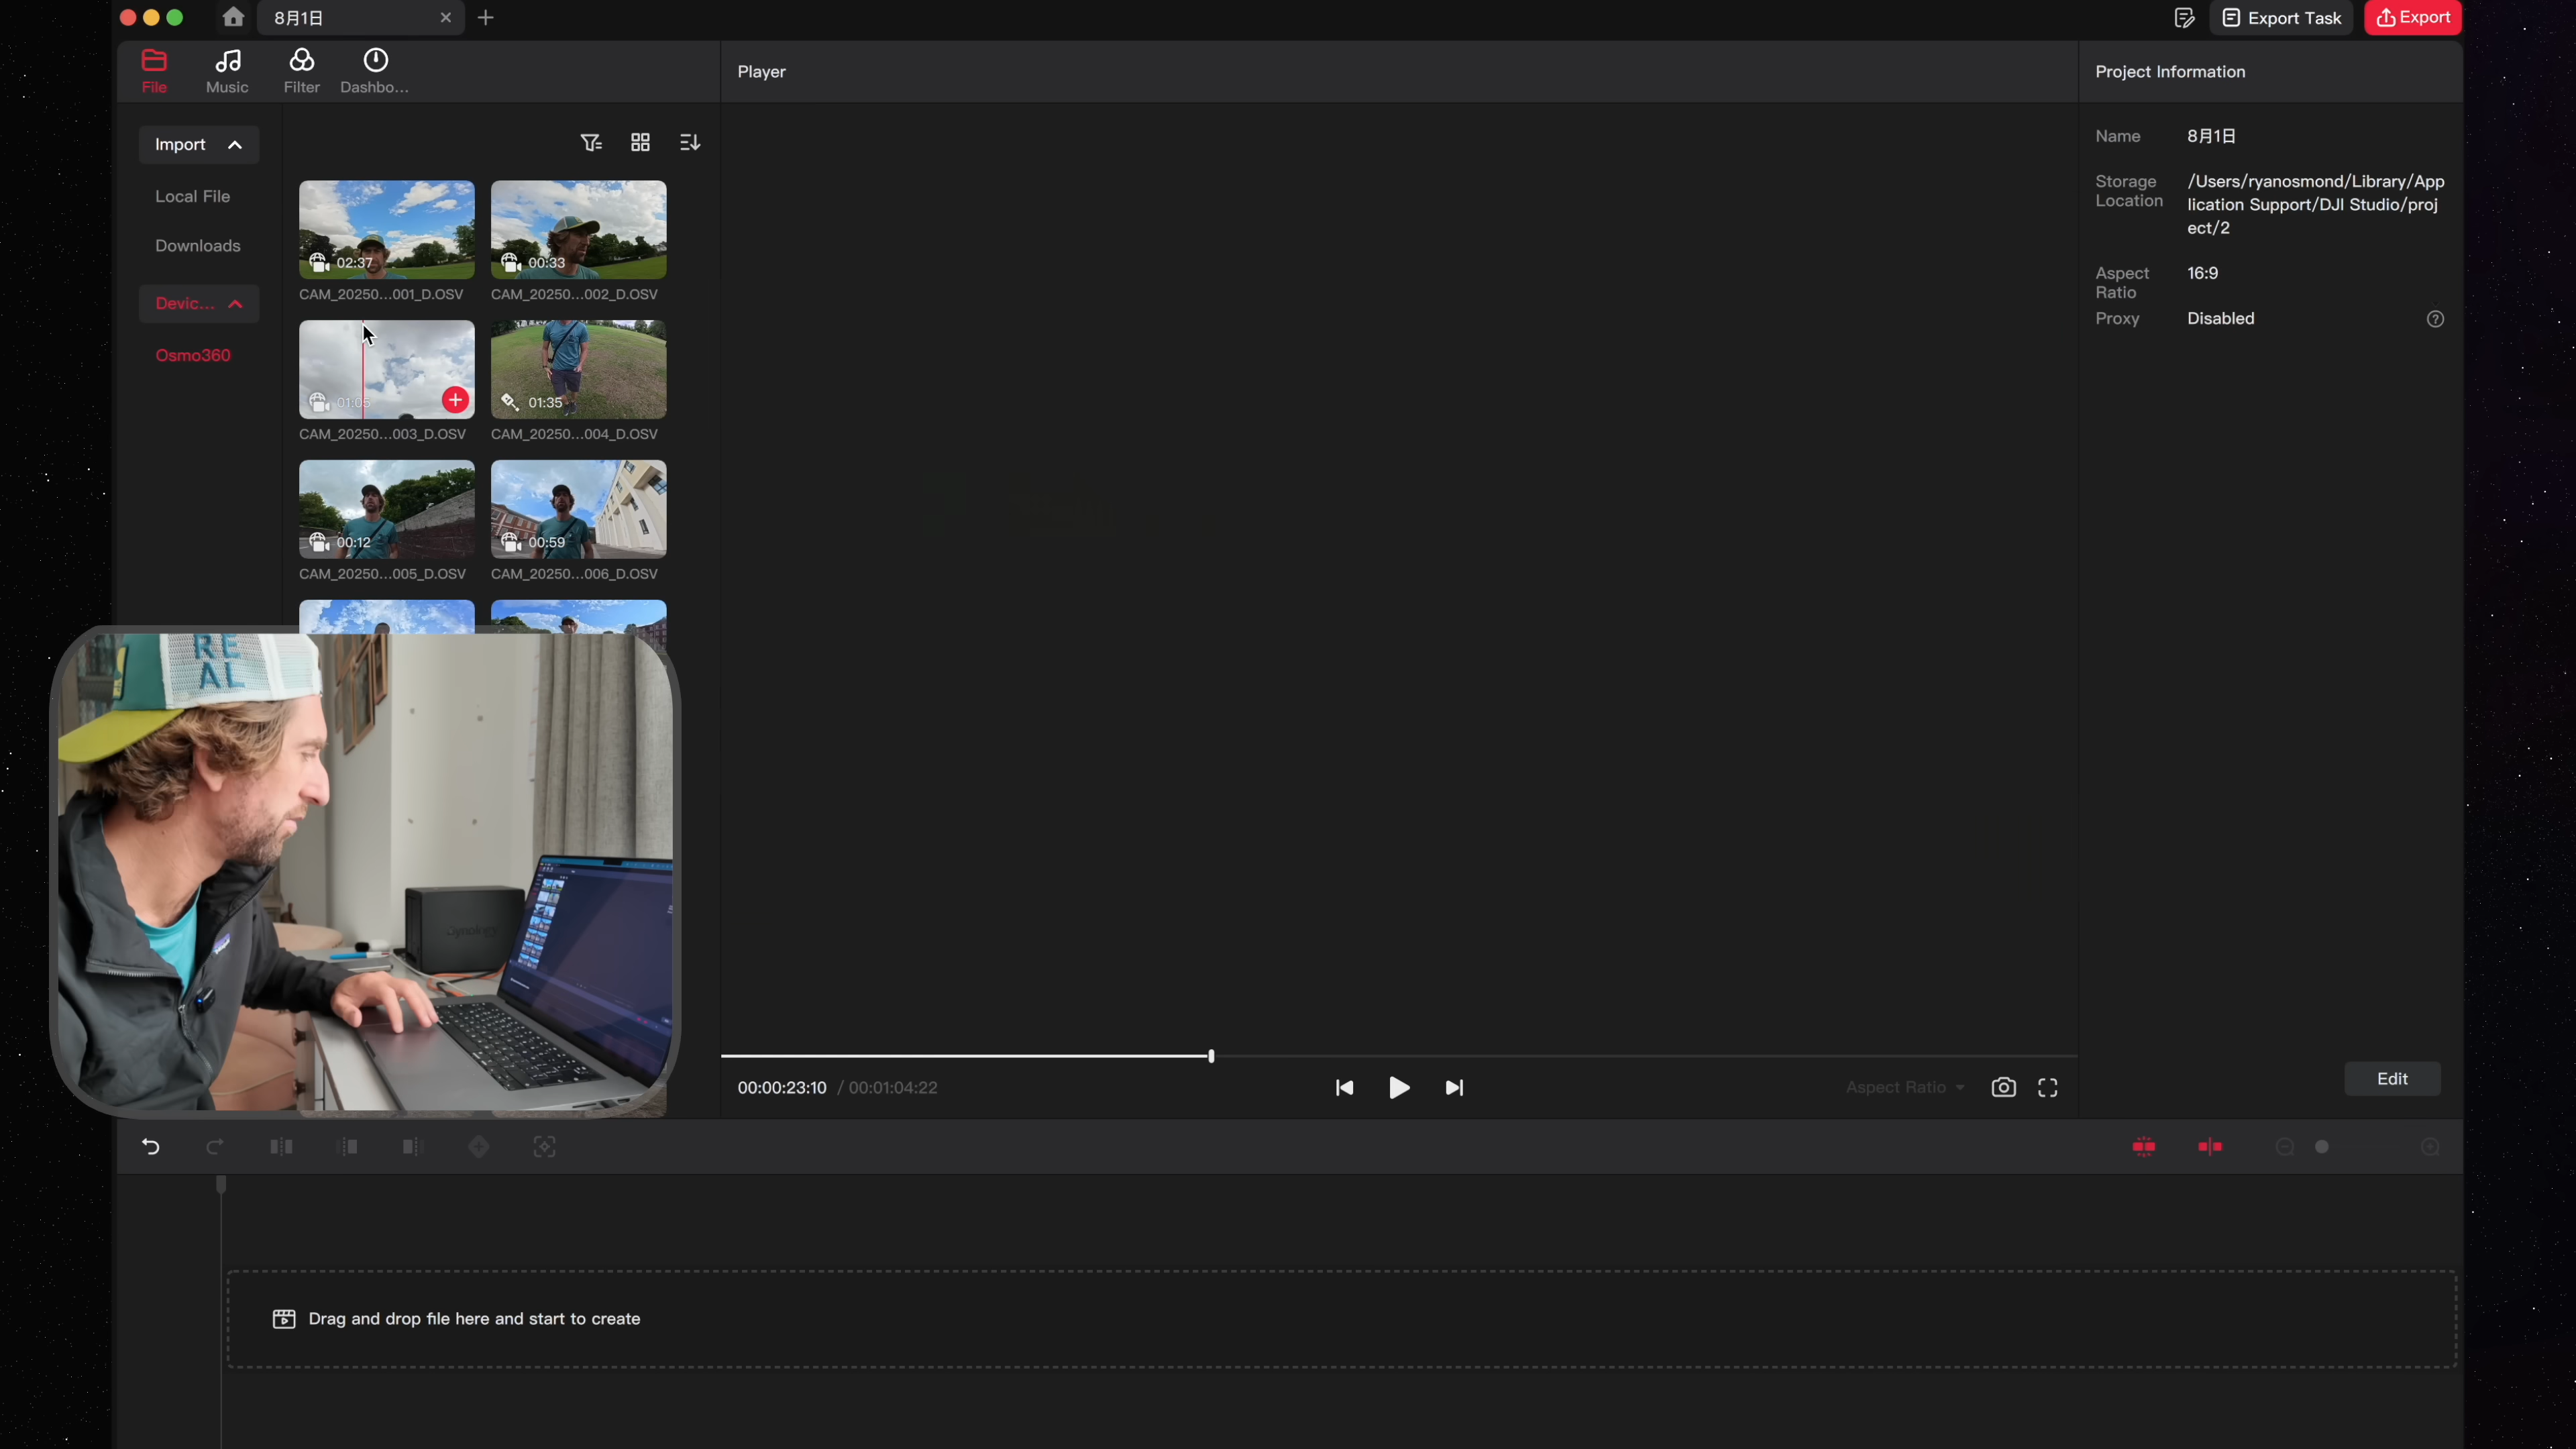 8月1日
Export Task
Export
File
Music
Filter
Dashbo...
Player
Project Information
Import
Local File
Downloads
Devic...
Osmo360
02:37
00:33
CAM_20250...001_D.OSV
CAM_20250...002_D.OSV
01:05
01:35
CAM_20250...003_D.OSV
CAM_20250...004_D.OSV
00:12
00:59
CAM_20250...005_D.OSV
CAM_20250...006_D.OSV
Name
8月1日
Storage
Location
/Users/ryanosmond/Library/App
lication Support/DJI Studio/proj
ect/2
Aspect
Ratio
16:9
Proxy
Disabled
RE
AL
Synology
00:00:23:10 / 00:01:04:22
Aspect Ratio
Edit
Drag and drop file here and start to create